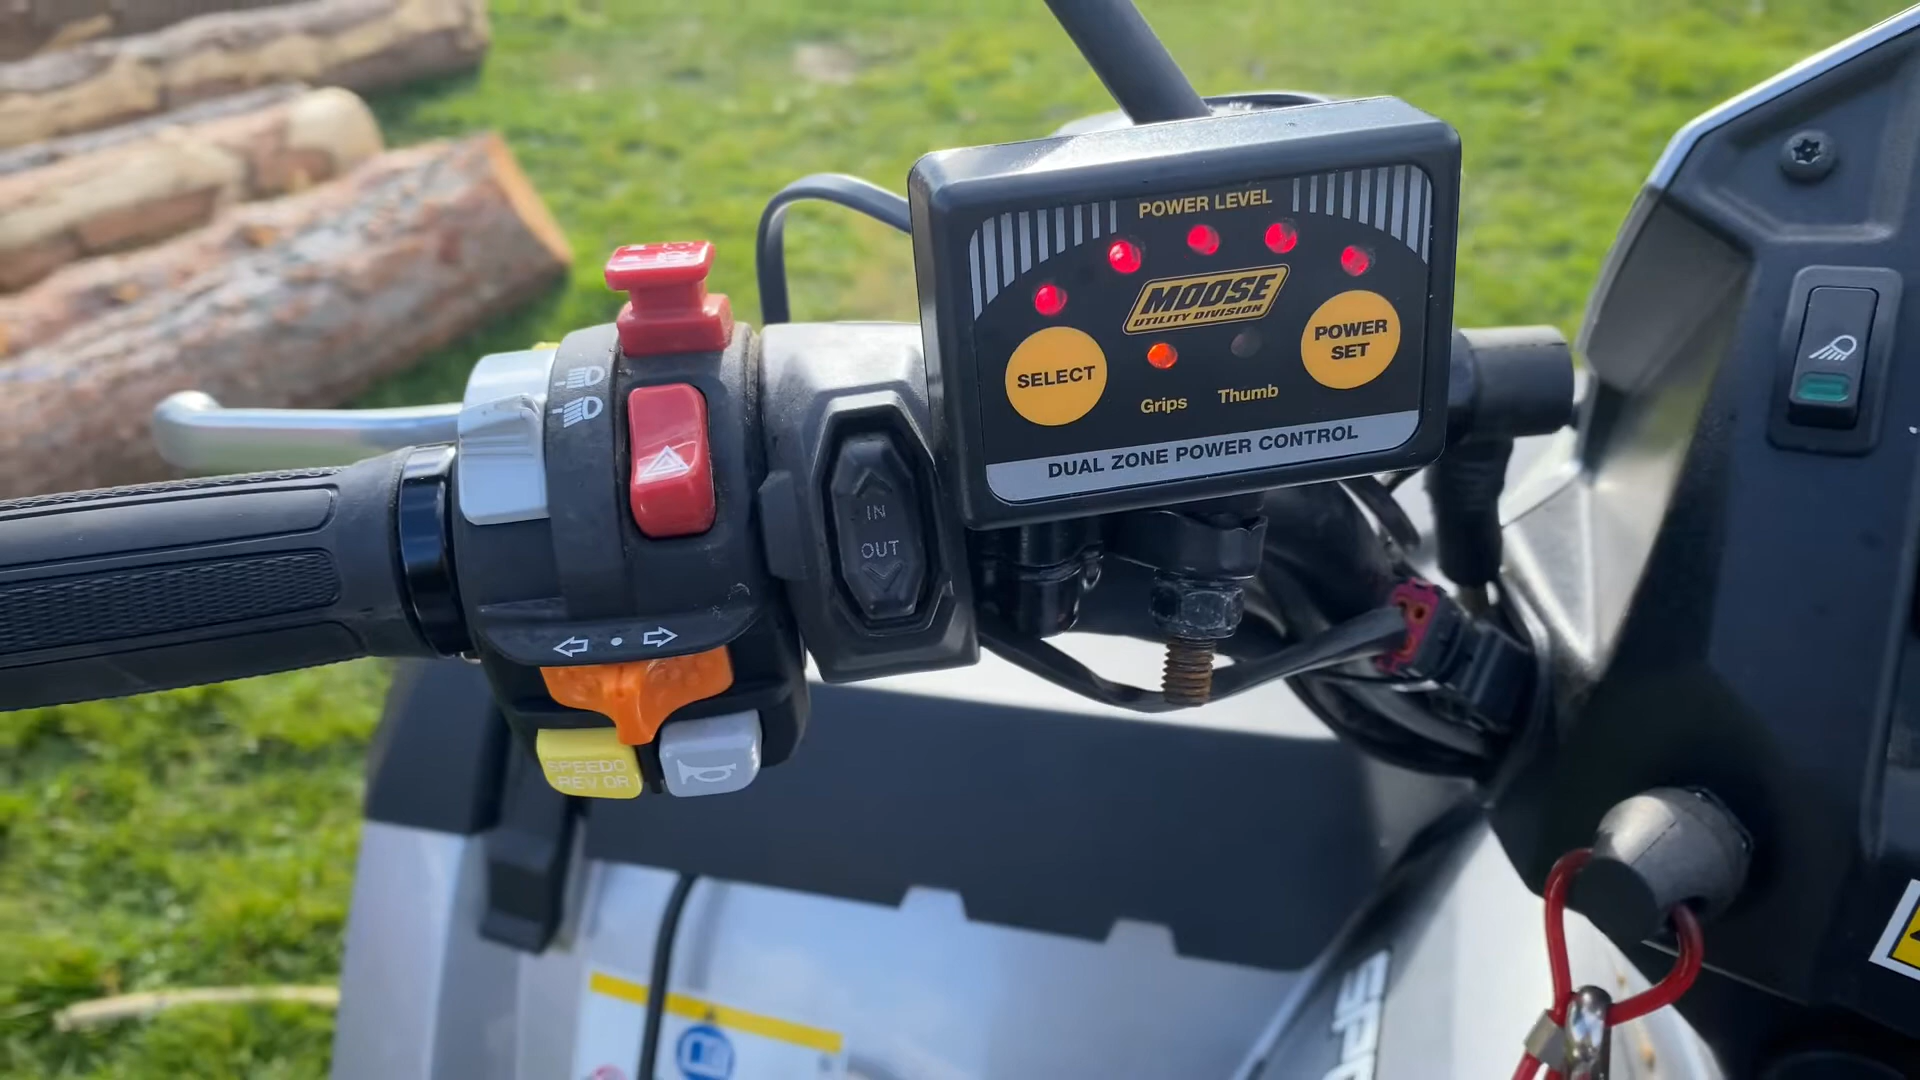 POWER LEVEL
MOOSE
UTILITY DIVISION
SELECT
POWER
SET
Grips
Thumb
DUAL ZONE POWER CONTROL
IN
OUT
SPEEDO
REV OR